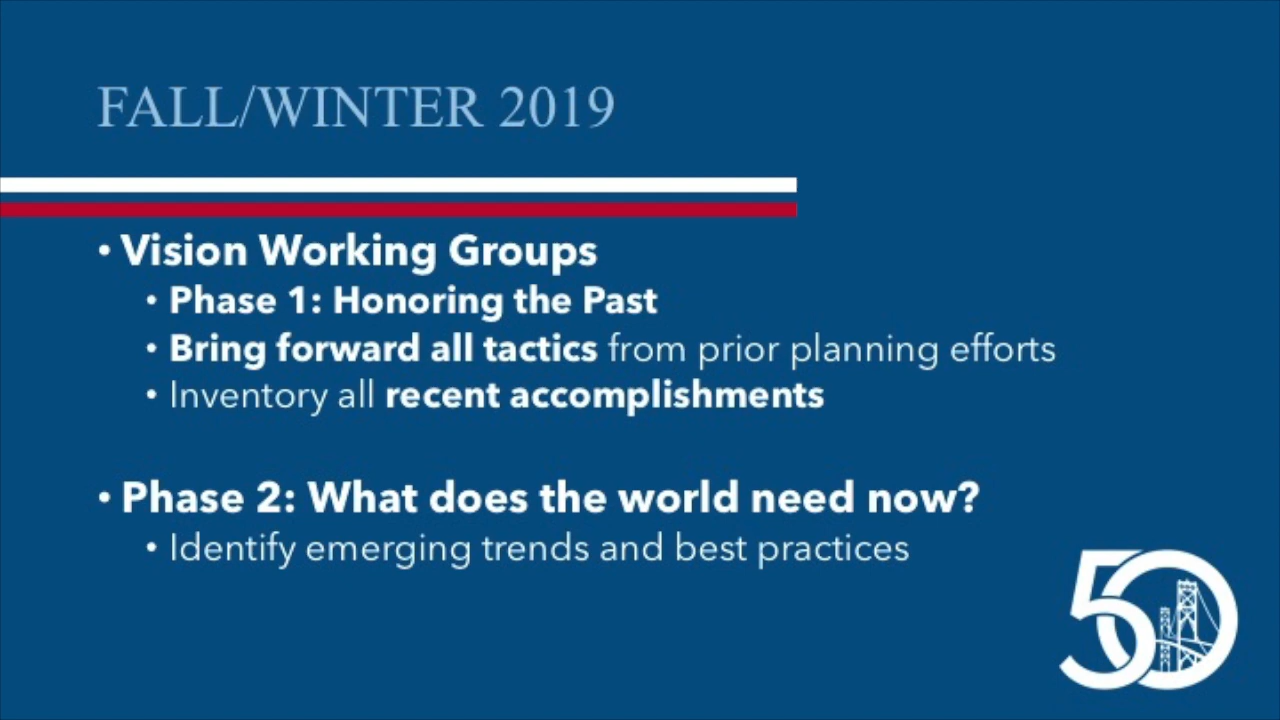 FALL/WINTER 2019
• Vision Working Groups
• Phase 1: Honoring the Past
• Bring forward all tactics from prior planning efforts
• Inventory all recent accomplishments
• Phase 2: What does the world need now?
• Identify emerging trends and best practices
50